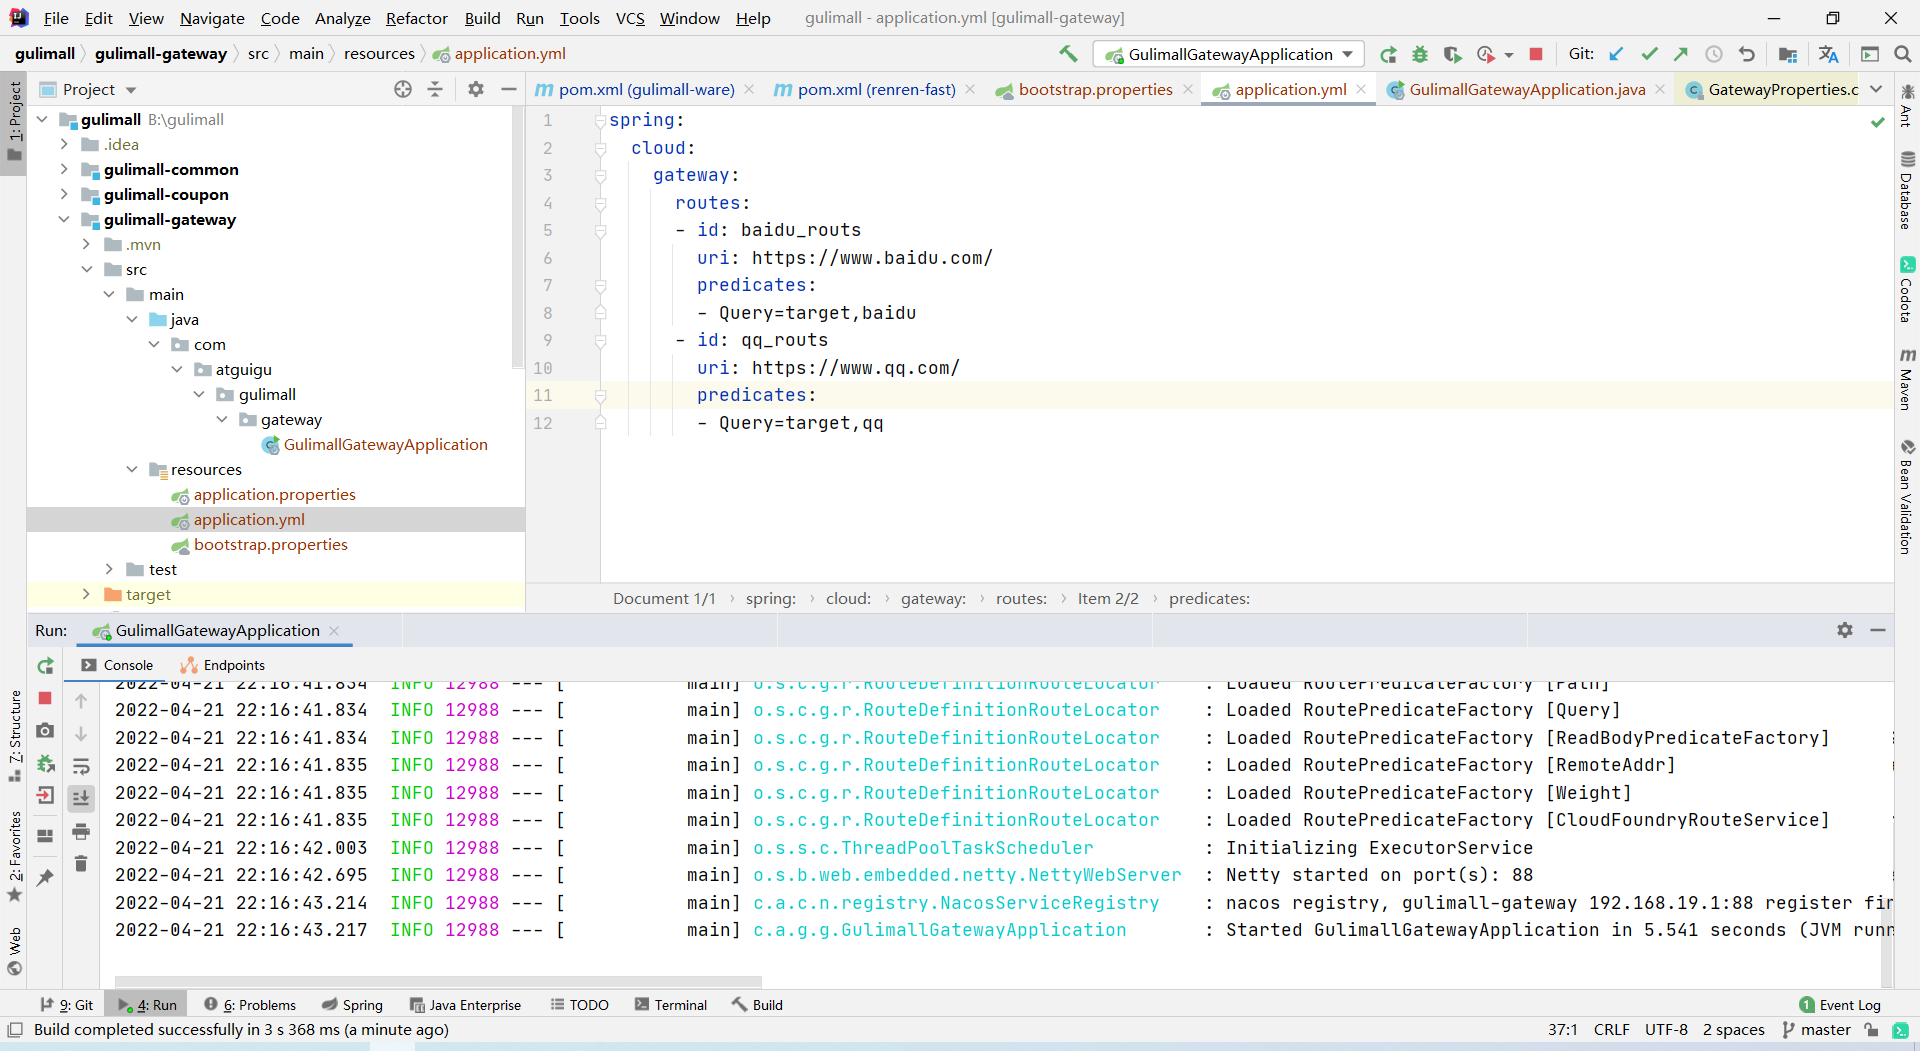 File Edit View Navigate Code Analyze Refactor Build Run Tools VCS Window Help gulimall - application.yml [gulimall-gateway]
gulimall gulimall-gateway src main resources application.yml GulimallGatewayApplication Git:
Project pom.xml (gulimall-ware) pom.xml (renren-fast) bootstrap.properties application.yml GulimallGatewayApplication.java GatewayProperties.c
1: Project
7: Structure
2: Favorites
Web
gulimall B:\gulimall
.idea
gulimall-common
gulimall-coupon
gulimall-gateway
.mvn
src
main
java
com
atguigu
gulimall
gateway
GulimallGatewayApplication
resources
application.properties
application.yml
bootstrap.properties
test
target
1 spring:
2 cloud:
3 gateway:
4 routes:
5 - id: baidu_routs
6 uri: https://www.baidu.com/
7 predicates:
8 - Query=target,baidu
9 - id: qq_routs
10 uri: https://www.qq.com/
11 predicates:
12 - Query=target,qq
Document 1/1 spring: cloud: gateway: routes: Item 2/2 predicates:
Ant
Database
Codota
Maven
Bean Validation
Run: GulimallGatewayApplication
Console Endpoints
2022-04-21 22:16:41.834 INFO 12988 --- [ main] o.s.c.g.r.RouteDefinitionRouteLocator : Loaded RoutePredicateFactory [Path]
2022-04-21 22:16:41.834 INFO 12988 --- [ main] o.s.c.g.r.RouteDefinitionRouteLocator : Loaded RoutePredicateFactory [Query]
2022-04-21 22:16:41.834 INFO 12988 --- [ main] o.s.c.g.r.RouteDefinitionRouteLocator : Loaded RoutePredicateFactory [ReadBodyPredicateFactory]
2022-04-21 22:16:41.835 INFO 12988 --- [ main] o.s.c.g.r.RouteDefinitionRouteLocator : Loaded RoutePredicateFactory [RemoteAddr]
2022-04-21 22:16:41.835 INFO 12988 --- [ main] o.s.c.g.r.RouteDefinitionRouteLocator : Loaded RoutePredicateFactory [Weight]
2022-04-21 22:16:41.835 INFO 12988 --- [ main] o.s.c.g.r.RouteDefinitionRouteLocator : Loaded RoutePredicateFactory [CloudFoundryRouteService]
2022-04-21 22:16:42.003 INFO 12988 --- [ main] o.s.s.c.ThreadPoolTaskScheduler : Initializing ExecutorService
2022-04-21 22:16:42.695 INFO 12988 --- [ main] o.s.b.web.embedded.netty.NettyWebServer : Netty started on port(s): 88
2022-04-21 22:16:43.214 INFO 12988 --- [ main] c.a.c.n.registry.NacosServiceRegistry : nacos registry, gulimall-gateway 192.168.19.1:88 register fin
2022-04-21 22:16:43.217 INFO 12988 --- [ main] c.a.g.g.GulimallGatewayApplication : Started GulimallGatewayApplication in 5.541 seconds (JVM runn
9: Git 4: Run 6: Problems Spring Java Enterprise TODO Terminal Build 1 Event Log
Build completed successfully in 3 s 368 ms (a minute ago) 37:1 CRLF UTF-8 2 spaces master